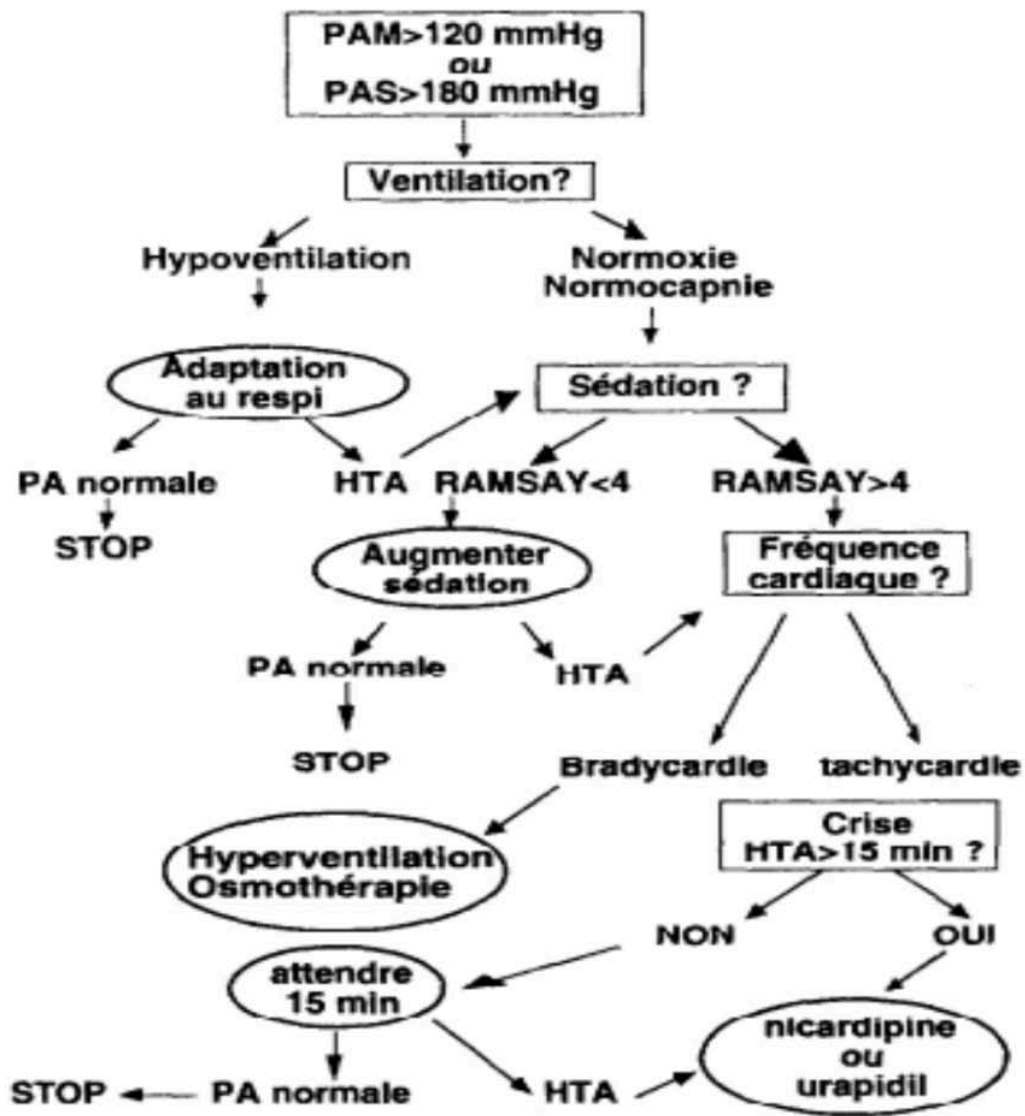 PAM>120 mmHg
ou
PAS>180 mmHg
Ventilation?
Hypoventilation
Normoxie
Normocapnie
Adaptation
au respi
Sédation ?
PA normale
HTA
RAMSAY<4
RAMSAY>4
STOP
Augmenter
sédation
Fréquence
cardiaque ?
PA normale
HTA
STOP
Bradycardie
tachycardie
Crise
HTA>15 min ?
Hyperventilation
Osmothérapie
NON
OUI
attendre
15 min
nicardipine
ou
urapidil
STOP
PA normale
HTA